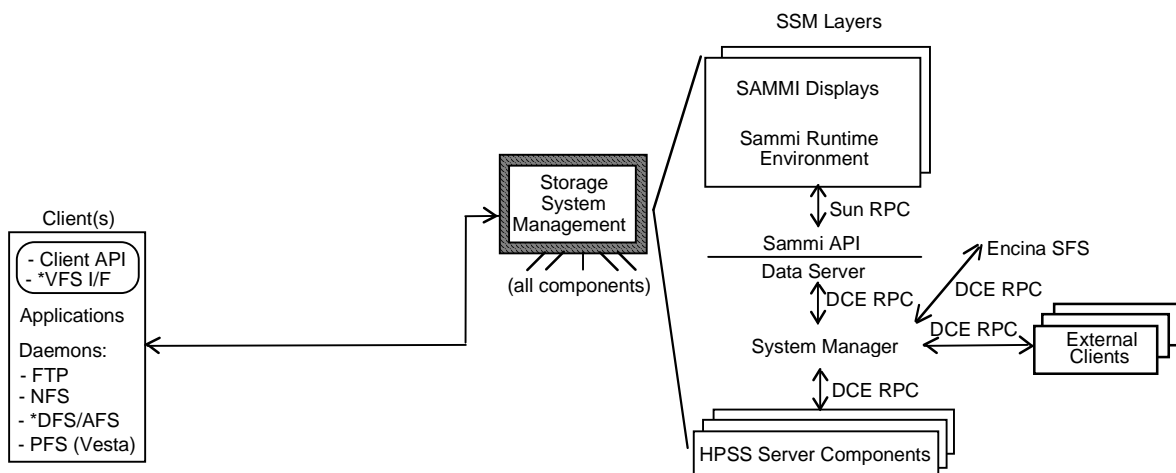 SSM Layers
SAMMI Displays
Sammi Runtime
Environment
Sun RPC
Sammi API
Data Server
DCE RPC
Encina SFS
DCE RPC
System Manager
DCE RPC
External
Clients
DCE RPC
HPSS Server Components
Storage
System
Management
(all components)
Client(s)
- Client API
- *VFS I/F
Applications
Daemons:
- FTP
- NFS
- *DFS/AFS
- PFS (Vesta)